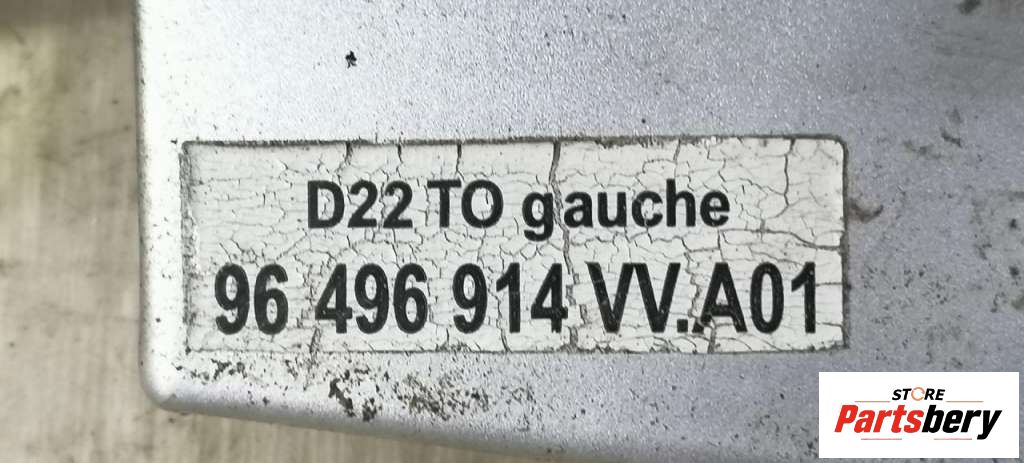 D22 TO gauche
96 496 914 VV.A01
STORE
Partsbery